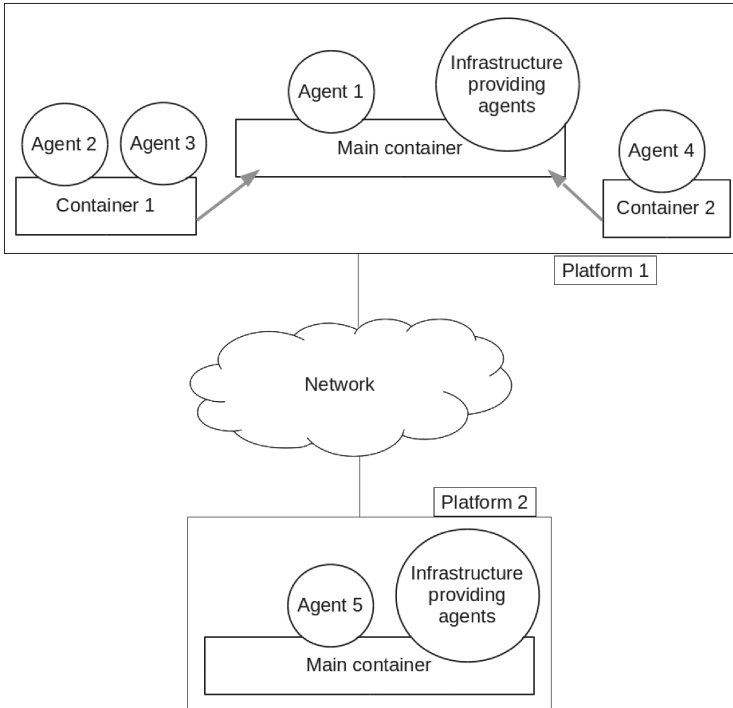 Infrastructure
providing
agents
Agent 1
Agent 2
Agent 3
Main container
Agent 4
Container 1
Container 2
Platform 1
Network
Platform 2
Infrastructure
providing
agents
Agent 5
Main container